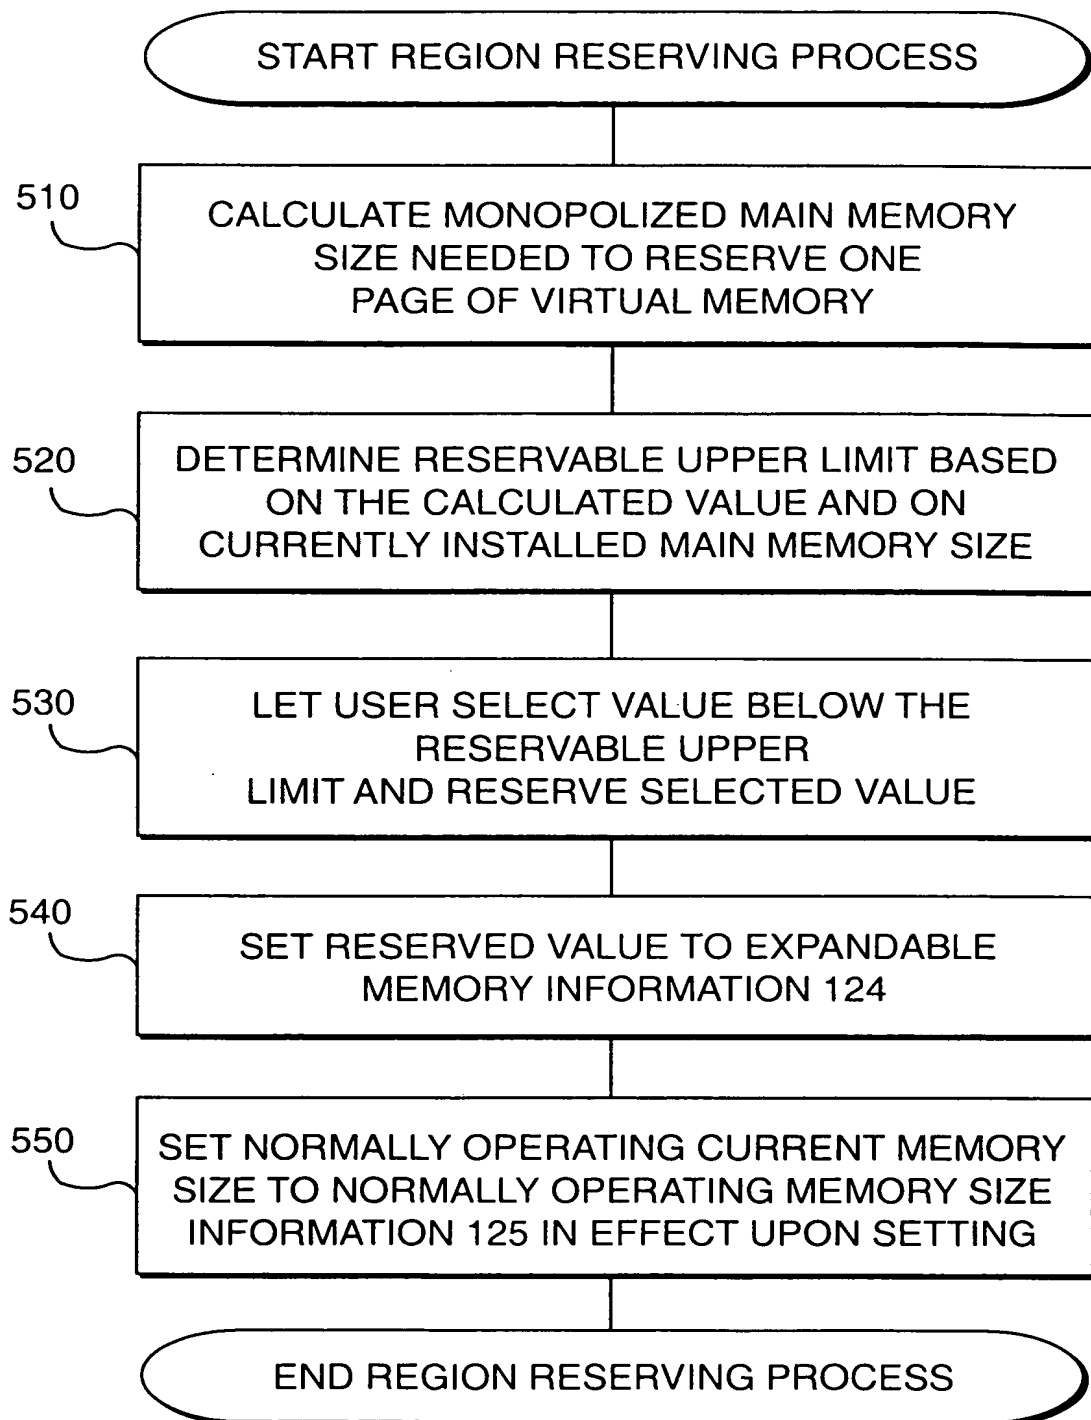 START REGION RESERVING PROCESS
510
CALCULATE MONOPOLIZED MAIN MEMORY
SIZE NEEDED TO RESERVE ONE
PAGE OF VIRTUAL MEMORY
520
DETERMINE RESERVABLE UPPER LIMIT BASED
ON THE CALCULATED VALUE AND ON
CURRENTLY INSTALLED MAIN MEMORY SIZE
530
LET USER SELECT VALUE BELOW THE
RESERVABLE UPPER
LIMIT AND RESERVE SELECTED VALUE
540
SET RESERVED VALUE TO EXPANDABLE
MEMORY INFORMATION 124
550
SET NORMALLY OPERATING CURRENT MEMORY
SIZE TO NORMALLY OPERATING MEMORY SIZE
INFORMATION 125 IN EFFECT UPON SETTING
END REGION RESERVING PROCESS